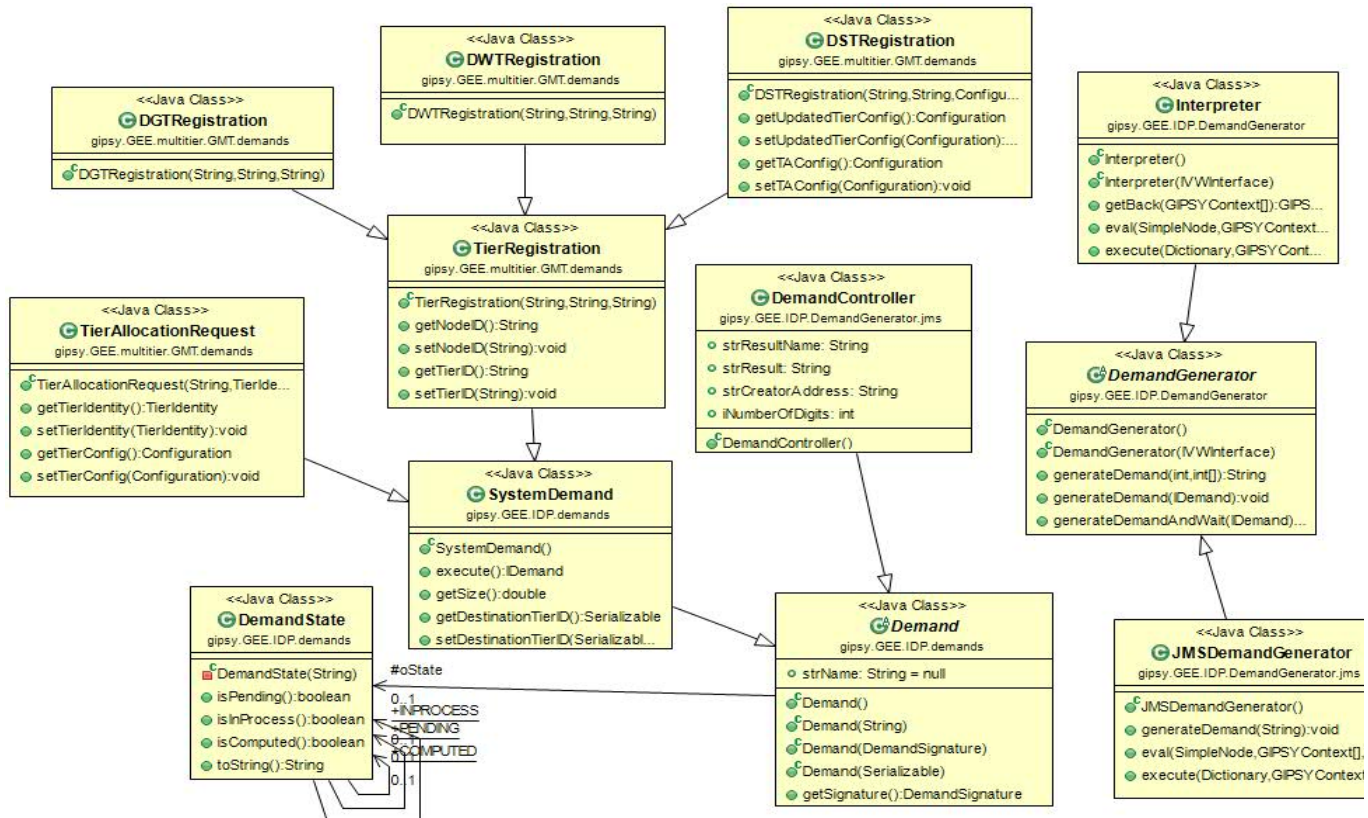 <<Java Class>>
DGTRegistration
gipsy.GEE.multitier.GMT.demands
DGTRegistration(String,String,String)
<<Java Class>>
DWTRegistration
gipsy.GEE.multitier.GMT.demands
DWTRegistration(String,String,String)
<<Java Class>>
DSTRegistration
gipsy.GEE.multitier.GMT.demands
DSTRegistration(String,String,Configu...
getUpdatedTierConfig():Configuration
setUpdatedTierConfig(Configuration):...
getTAConfig():Configuration
setTAConfig(Configuration):void
<<Java Class>>
Interpreter
gipsy.GEE.IDP.DemandGenerator
Interpreter()
Interpreter(IVWInterface)
getBack(GIPSYContext[]):GIPS...
eval(SimpleNode,GIPSYContext...
execute(Dictionary,GIPSYCont...
<<Java Class>>
TierRegistration
gipsy.GEE.multitier.GMT.demands
TierRegistration(String,String,String)
getNodeID():String
setNodeID(String):void
getTierID():String
setTierID(String):void
<<Java Class>>
TierAllocationRequest
gipsy.GEE.multitier.GMT.demands
TierAllocationRequest(String,TierIde...
getTierIdentity():TierIdentity
setTierIdentity(TierIdentity):void
getTierConfig():Configuration
setTierConfig(Configuration):void
<<Java Class>>
DemandController
gipsy.GEE.IDP.DemandGenerator.jms
strResultName: String
strResult: String
strCreatorAddress: String
iNumberOfDigits: int
DemandController()
<<Java Class>>
DemandGenerator
gipsy.GEE.IDP.DemandGenerator
DemandGenerator()
DemandGenerator(IVWInterface)
generateDemand(int,int[]):String
generateDemand(IDemand):void
generateDemandAndWait(IDemand)...
<<Java Class>>
SystemDemand
gipsy.GEE.IDP.demands
SystemDemand()
execute():IDemand
getSize():double
getDestinationTierID():Serializable
setDestinationTierID(Serializabl...
<<Java Class>>
DemandState
gipsy.GEE.IDP.demands
DemandState(String)
isPending():boolean
isInProcess():boolean
isComputed():boolean
toString():String
#oState
0..1
+INPROCESS
+PENDING
0..1
+COMPUTED
0..1
0..1
<<Java Class>>
Demand
gipsy.GEE.IDP.demands
strName: String = null
Demand()
Demand(String)
Demand(DemandSignature)
Demand(Serializable)
getSignature():DemandSignature
<<Java Class>>
JMSDemandGenerator
gipsy.GEE.IDP.DemandGenerator.jms
JMSDemandGenerator()
generateDemand(String):void
eval(SimpleNode,GIPSYContext[],
execute(Dictionary,GIPSYContext